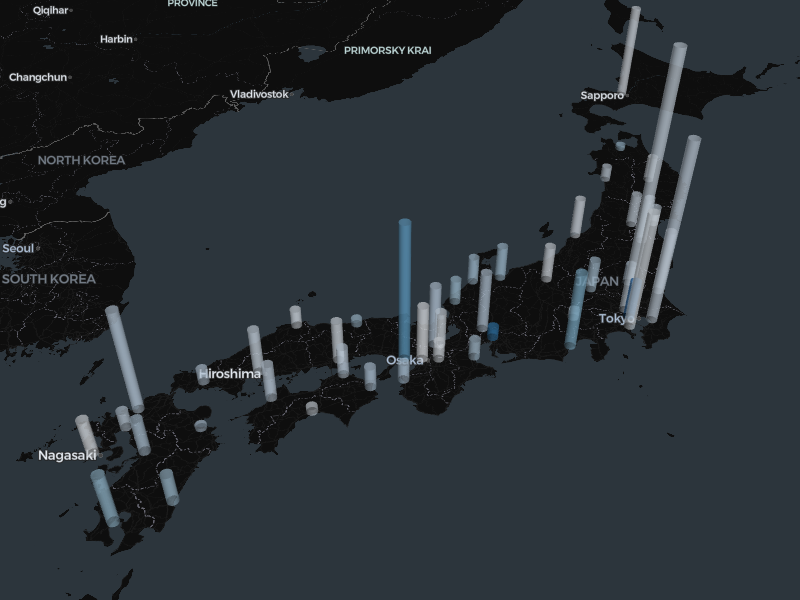 PROVINCE
Qiqihar
Harbin
PRIMORSKY KRAI
Changchun
Vladivostok
Sapporo
NORTH KOREA
g
Seoul
SOUTH KOREA
JAPAN
Tokyo
Osaka
Hiroshima
Nagasaki